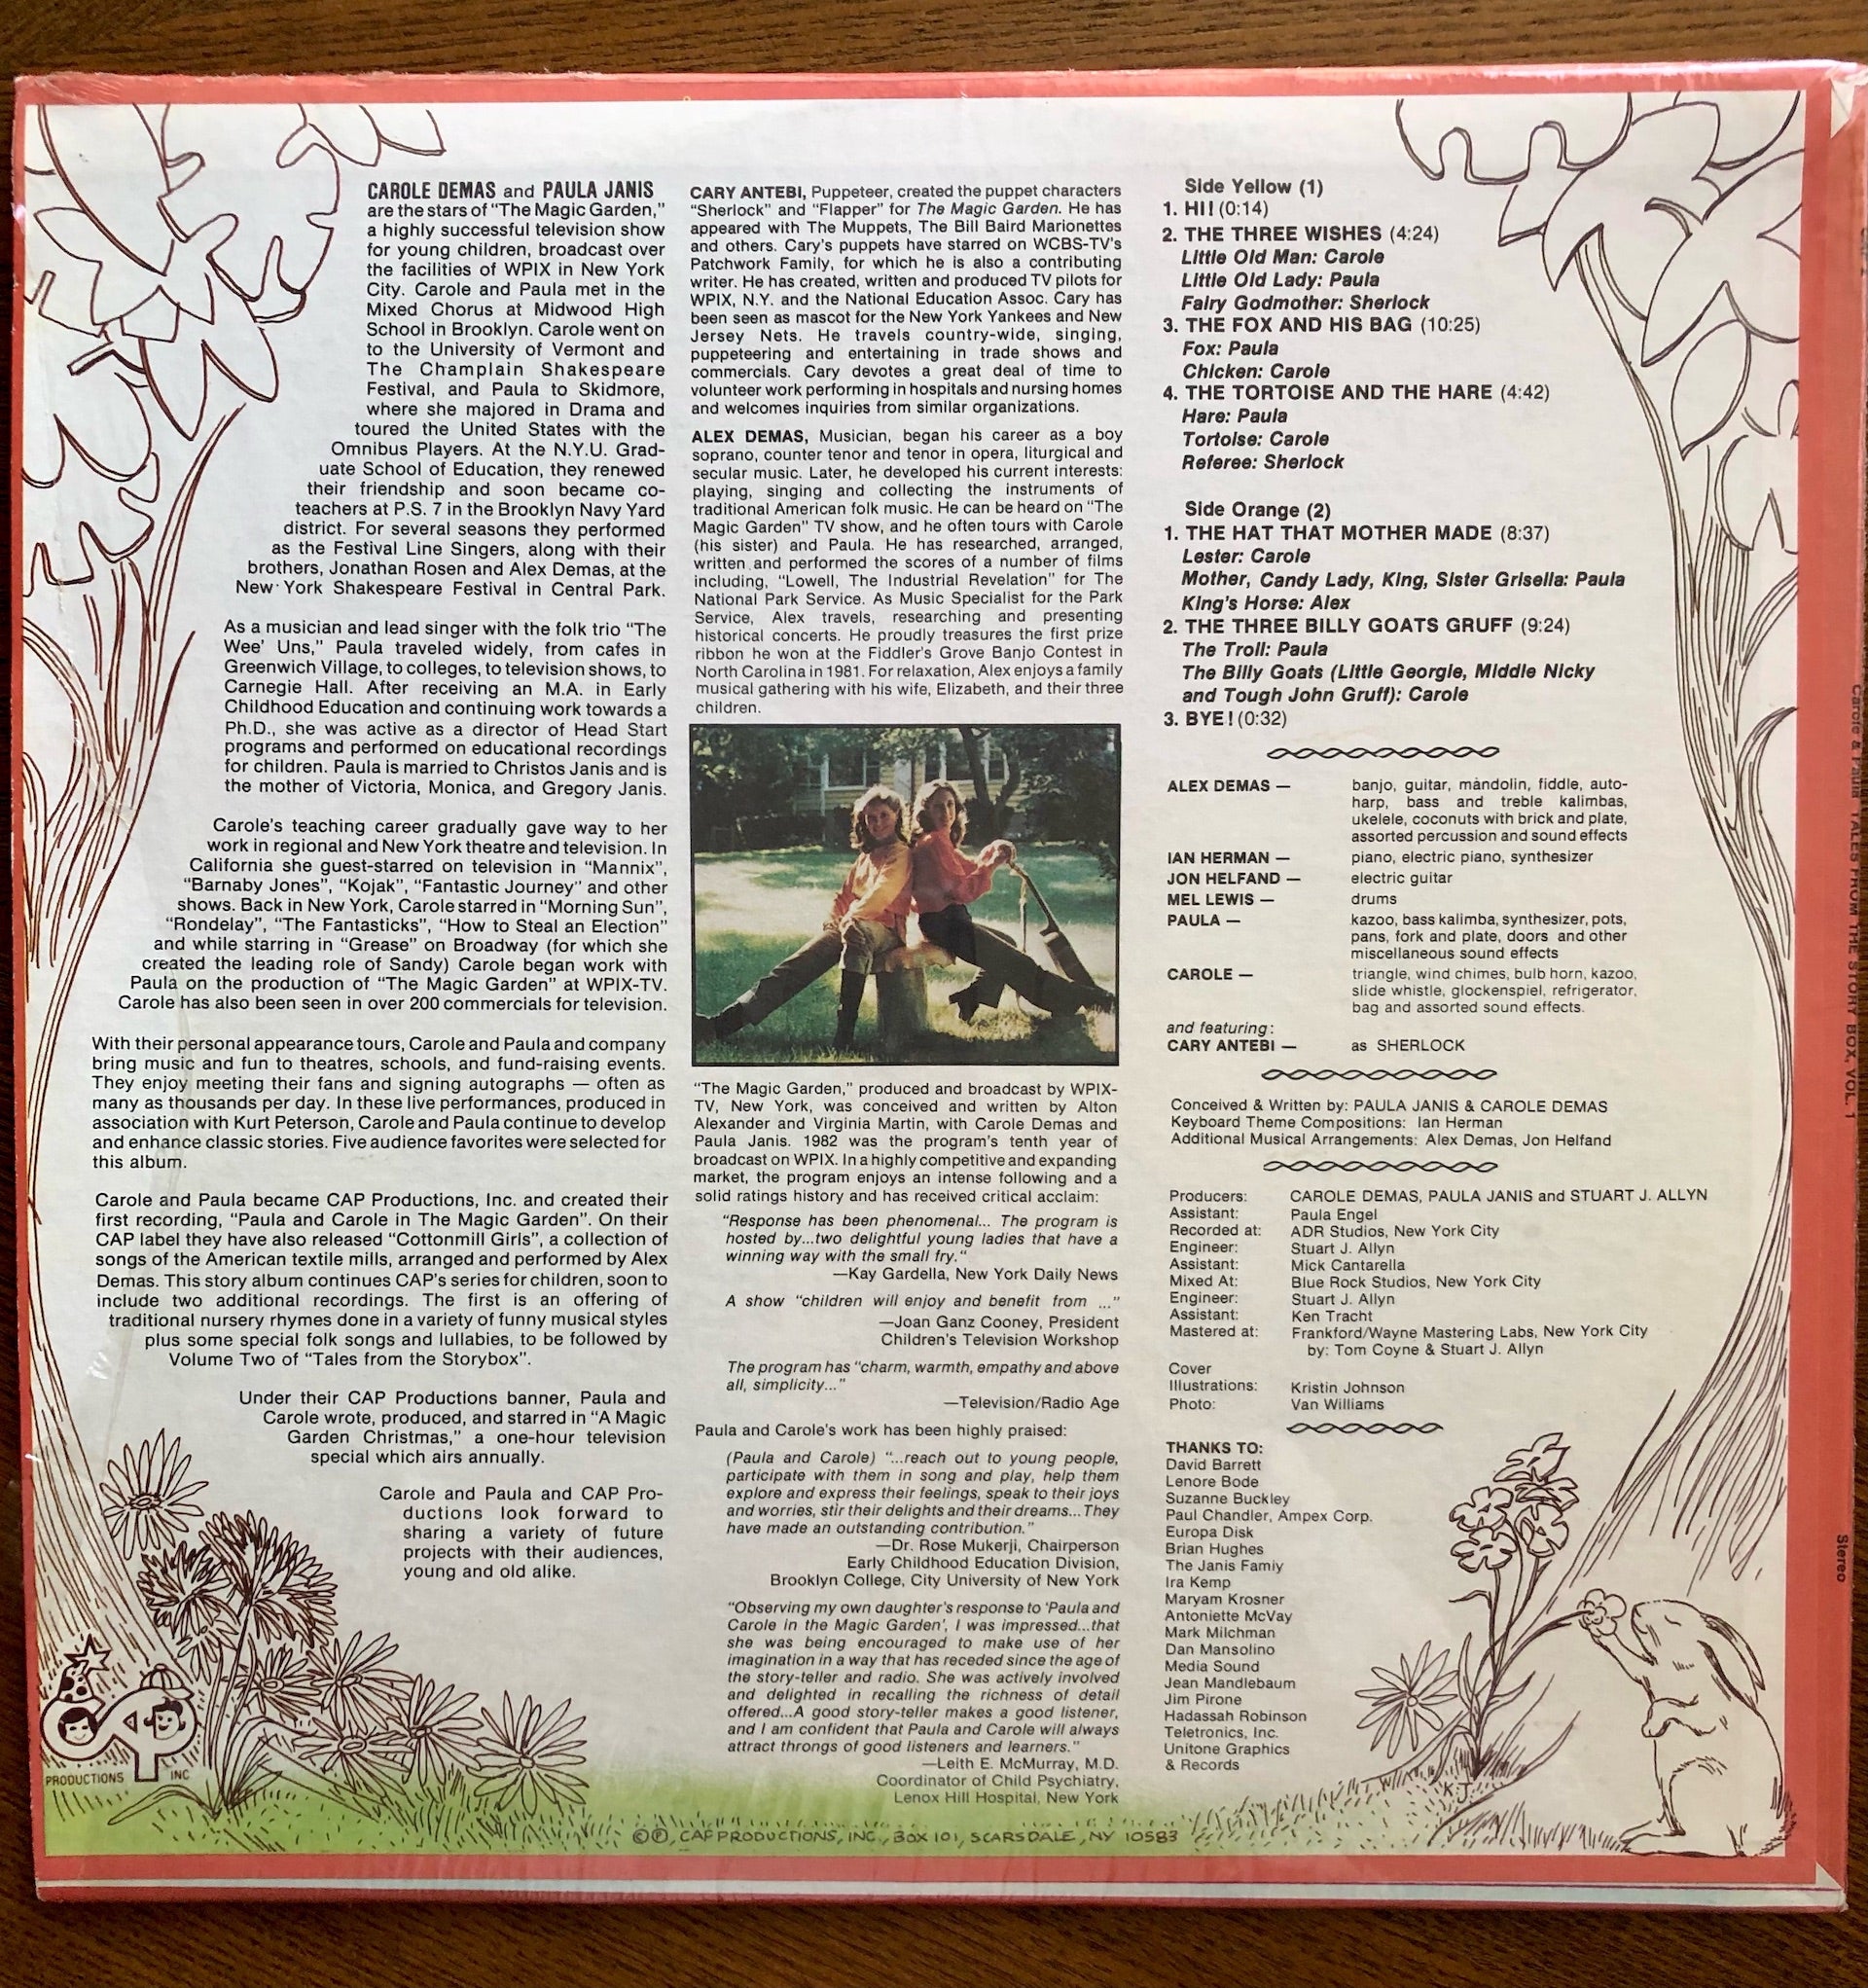 CAROLE DEMAS and PAULA JANIS
are the stars of "The Magic Garden,"
a highly successful television show
for young children, broadcast over
the facilities of WPIX in New York
City. Carole and Paula met in the
Mixed Chorus at Midwood High
School in Brooklyn. Carole went on
to the University of Vermont and
The Champlain Shakespeare
Festival, and Paula to Skidmore,
where she majored in Drama and
toured the United States with the
Omnibus Players. At the N.Y.U. Grad-
uate School of Education, they renewed
their friendship and soon became co-
teachers at P.S. 7 in the Brooklyn Navy Yard
district. For several seasons they performed
as the Festival Line Singers, along with their
brothers, Jonathan Rosen and Alex Demas, at the
New York Shakespeare Festival in Central Park.
As a musician and lead singer with the folk trio "The
Wee' Uns," Paula traveled widely, from cafes in
Greenwich Village, to colleges, to television shows, to
Carnegie Hall. After receiving an M.A. in Early
Childhood Education and continuing work towards a
Ph.D., she was active as a director of Head Start
programs and performed on educational recordings
for children. Paula is married to Christos Janis and is
the mother of Victoria, Monica, and Gregory Janis.
Carole's teaching career gradually gave way to her
work in regional and New York theatre and television. In
California she guest-starred on television in "Mannix",
"Barnaby Jones", "Kojak", "Fantastic Journey" and other
shows. Back in New York, Carole starred in "Morning Sun",
"Rondelay", "The Fantasticks", "How to Steal an Election"
and while starring in "Grease" on Broadway (for which she
created the leading role of Sandy) Carole began work with
Paula on the production of "The Magic Garden" at WPIX-TV.
Carole has also been seen in over 200 commercials for television.
With their personal appearance tours, Carole and Paula and company
bring music and fun to theatres, schools, and fund-raising events.
They enjoy meeting their fans and signing autographs — often as
many as thousands per day. In these live performances, produced in
association with Kurt Peterson, Carole and Paula continue to develop
and enhance classic stories. Five audience favorites were selected for
this album.
Carole and Paula became CAP Productions, Inc. and created their
first recording, "Paula and Carole in The Magic Garden". On their
CAP label they have also released "Cottonmill Girls", a collection of
songs of the American textile mills, arranged and performed by Alex
Demas. This story album continues CAP's series for children, soon to
include two additional recordings. The first is an offering of
traditional nursery rhymes done in a variety of funny musical styles
plus some special folk songs and lullabies, to be followed by
Volume Two of "Tales from the Storybox".
Under their CAP Productions banner, Paula and
Carole wrote, produced, and starred in "A Magic
Garden Christmas," a one-hour television
special which airs annually.
Carole and Paula and CAP Pro-
ductions look forward to
sharing a variety of future
projects with their audiences,
young and old alike.
PRODUCTIONS INC
CARY ANTEBI, Puppeteer, created the puppet characters
"Sherlock" and "Flapper" for The Magic Garden. He has
appeared with The Muppets, The Bill Baird Marionettes
and others. Cary's puppets have starred on WCBS-TV's
Patchwork Family, for which he is also a contributing
writer. He has created, written and produced TV pilots for
WPIX, N.Y. and the National Education Assoc. Cary has
been seen as mascot for the New York Yankees and New
Jersey Nets. He travels country-wide, singing,
puppeteering and entertaining in trade shows and
commercials. Cary devotes a great deal of time to
volunteer work performing in hospitals and nursing homes
and welcomes inquiries from similar organizations.
ALEX DEMAS, Musician, began his career as a boy
soprano, counter tenor and tenor in opera, liturgical and
secular music. Later, he developed his current interests:
playing, singing and collecting the instruments of
traditional American folk music. He can be heard on "The
Magic Garden" TV show, and he often tours with Carole
(his sister) and Paula. He has researched, arranged,
written and performed the scores of a number of films
including, "Lowell, The Industrial Revelation" for The
National Park Service. As Music Specialist for the Park
Service, Alex travels, researching and presenting
historical concerts. He proudly treasures the first prize
ribbon he won at the Fiddler's Grove Banjo Contest in
North Carolina in 1981. For relaxation, Alex enjoys a family
musical gathering with his wife, Elizabeth, and their three
children.
"The Magic Garden," produced and broadcast by WPIX-
TV, New York, was conceived and written by Alton
Alexander and Virginia Martin, with Carole Demas and
Paula Janis. 1982 was the program's tenth year of
broadcast on WPIX. In a highly competitive and expanding
market, the program enjoys an intense following and a
solid ratings history and has received critical acclaim:
"Response has been phenomenal... The program is
hosted by...two delightful young ladies that have a
winning way with the small fry."
—Kay Gardella, New York Daily News
A show "children will enjoy and benefit from ..."
—Joan Ganz Cooney, President
Children's Television Workshop
The program has "charm, warmth, empathy and above
all, simplicity..."
—Television/Radio Age
Paula and Carole's work has been highly praised:
(Paula and Carole) "...reach out to young people,
participate with them in song and play, help them
explore and express their feelings, speak to their joys
and worries, stir their delights and their dreams... They
have made an outstanding contribution."
—Dr. Rose Mukerji, Chairperson
Early Childhood Education Division,
Brooklyn College, City University of New York
"Observing my own daughter's response to 'Paula and
Carole in the Magic Garden', I was impressed...that
she was being encouraged to make use of her
imagination in a way that has receded since the age of
the story-teller and radio. She was actively involved
and delighted in recalling the richness of detail
offered...A good story-teller makes a good listener,
and I am confident that Paula and Carole will always
attract throngs of good listeners and learners."
—Leith E. McMurray, M.D.
Coordinator of Child Psychiatry,
Lenox Hill Hospital, New York
Side Yellow (1)
1. HI! (0:14)
2. THE THREE WISHES (4:24)
Little Old Man: Carole
Little Old Lady: Paula
Fairy Godmother: Sherlock
3. THE FOX AND HIS BAG (10:25)
Fox: Paula
Chicken: Carole
4. THE TORTOISE AND THE HARE (4:42)
Hare: Paula
Tortoise: Carole
Referee: Sherlock
Side Orange (2)
1. THE HAT THAT MOTHER MADE (8:37)
Lester: Carole
Mother, Candy Lady, King, Sister Grisella: Paula
King's Horse: Alex
2. THE THREE BILLY GOATS GRUFF (9:24)
The Troll: Paula
The Billy Goats (Little Georgie, Middle Nicky
and Tough John Gruff): Carole
3. BYE! (0:32)
ALEX DEMAS — banjo, guitar, mandolin, fiddle, auto-
harp, bass and treble kalimbas,
ukelele, coconuts with brick and plate,
assorted percussion and sound effects
IAN HERMAN — piano, electric piano, synthesizer
JON HELFAND — electric guitar
MEL LEWIS — drums
PAULA — kazoo, bass kalimba, synthesizer, pots,
pans, fork and plate, doors and other
miscellaneous sound effects
CAROLE — triangle, wind chimes, bulb horn, kazoo,
slide whistle, glockenspiel, refrigerator,
bag and assorted sound effects.
and featuring:
CARY ANTEBI — as SHERLOCK
Conceived & Written by: PAULA JANIS & CAROLE DEMAS
Keyboard Theme Compositions: Ian Herman
Additional Musical Arrangements: Alex Demas, Jon Helfand
Producers: CAROLE DEMAS, PAULA JANIS and STUART J. ALLYN
Assistant: Paula Engel
Recorded at: ADR Studios, New York City
Engineer: Stuart J. Allyn
Assistant: Mick Cantarella
Mixed At: Blue Rock Studios, New York City
Engineer: Stuart J. Allyn
Assistant: Ken Tracht
Mastered at: Frankford/Wayne Mastering Labs, New York City
by: Tom Coyne & Stuart J. Allyn
Cover
Illustrations: Kristin Johnson
Photo: Van Williams
THANKS TO:
David Barrett
Lenore Bode
Suzanne Buckley
Paul Chandler, Ampex Corp.
Europa Disk
Brian Hughes
The Janis Famiy
Ira Kemp
Maryam Krosner
Antoniette McVay
Mark Milchman
Dan Mansolino
Media Sound
Jean Mandlebaum
Jim Pirone
Hadassah Robinson
Teletronics, Inc.
Unitone Graphics
& Records
K.J.
©℗, CAP PRODUCTIONS, INC., BOX 101, SCARSDALE, NY 10583
Carole & Paula TALES FROM THE STORY BOX, VOL. 1
Stereo